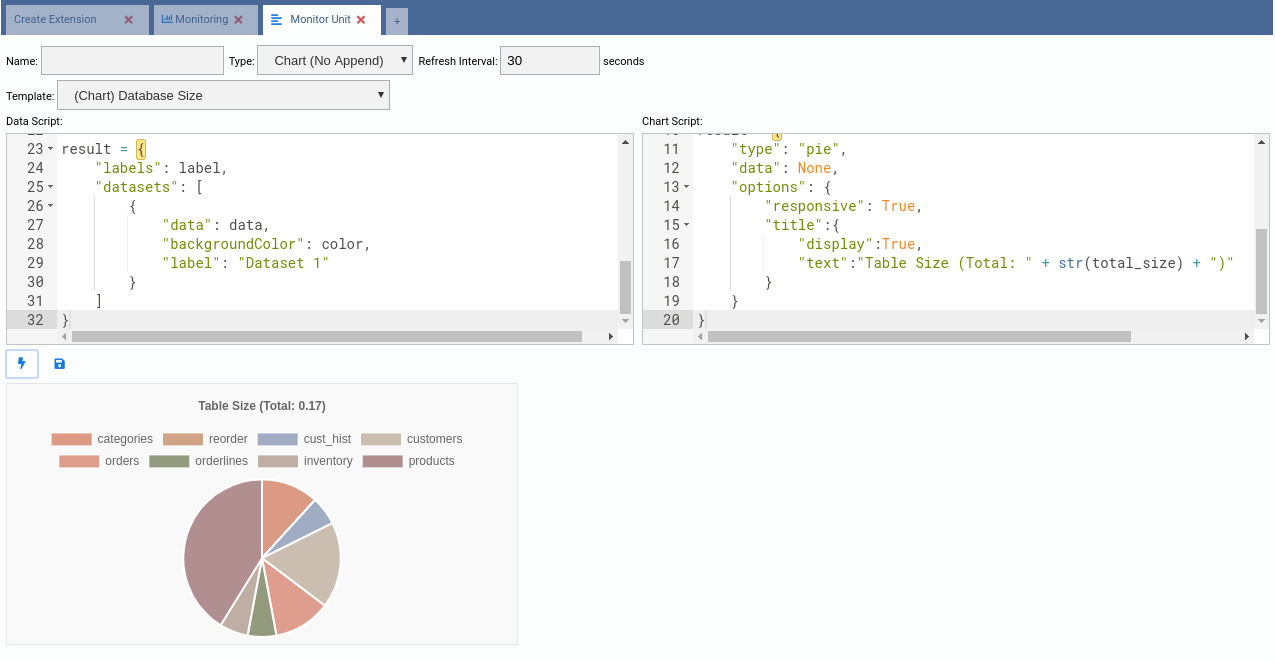 Create Extension Monitoring Monitor Unit +
Name: Type: Chart (No Append) Refresh Interval: 30 seconds
Template: (Chart) Database Size
Data Script:
23 result = {
24 "labels": label,
25 "datasets": [
26 {
27 "data": data,
28 "backgroundColor": color,
29 "label": "Dataset 1"
30 }
31 ]
32 }
Chart Script:
11 "type": "pie",
12 "data": None,
13 "options": {
14 "responsive": True,
15 "title":{
16 "display":True,
17 "text":"Table Size (Total: " + str(total_size) + ")"
18 }
19 }
20 }
Table Size (Total: 0.17)
categories reorder cust_hist customers
orders orderlines inventory products